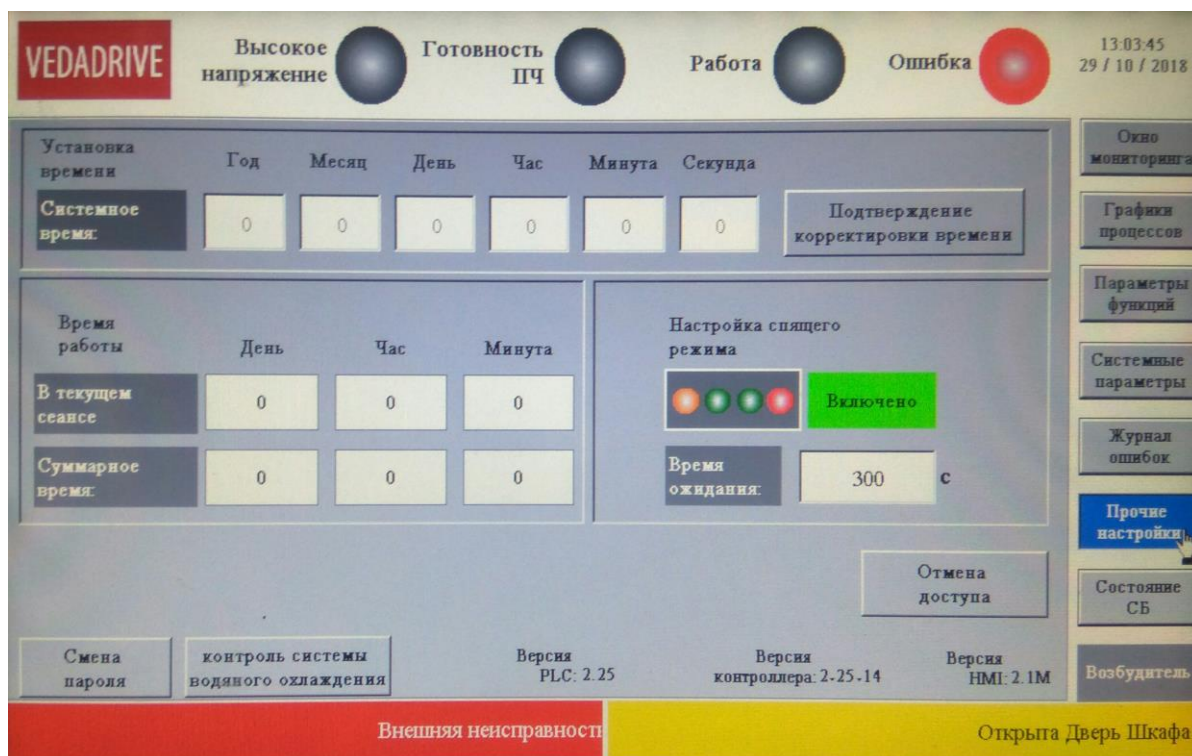 VEDADRIVE
Высокое
напряжение
Готовность
ПЧ
Работа
Ошибка
13:03:45
29 / 10 / 2018
Установка
времени
Год
Месяц
День
Час
Минута
Секунда
Системное
время:
0
0
0
0
0
0
Подтверждение
корректировки времени
Время
работы
День
Час
Минута
В текущем
сеансе
0
0
0
Суммарное
время:
0
0
0
Настройка спящего
режима
Включено
Время
ожидания:
300
с
Отмена
доступа
Смена
пароля
контроль системы
водяного охлаждения
Версия
PLC: 2.25
Версия
контроллера: 2-25-14
Версия
HMI: 2.1M
Окно
мониторинга
Графики
процессов
Параметры
функций
Системные
параметры
Журнал
ошибок
Прочие
настройки
Состояние
СБ
Возбудитель
Внешняя неисправность
Открыта Дверь Шкафа